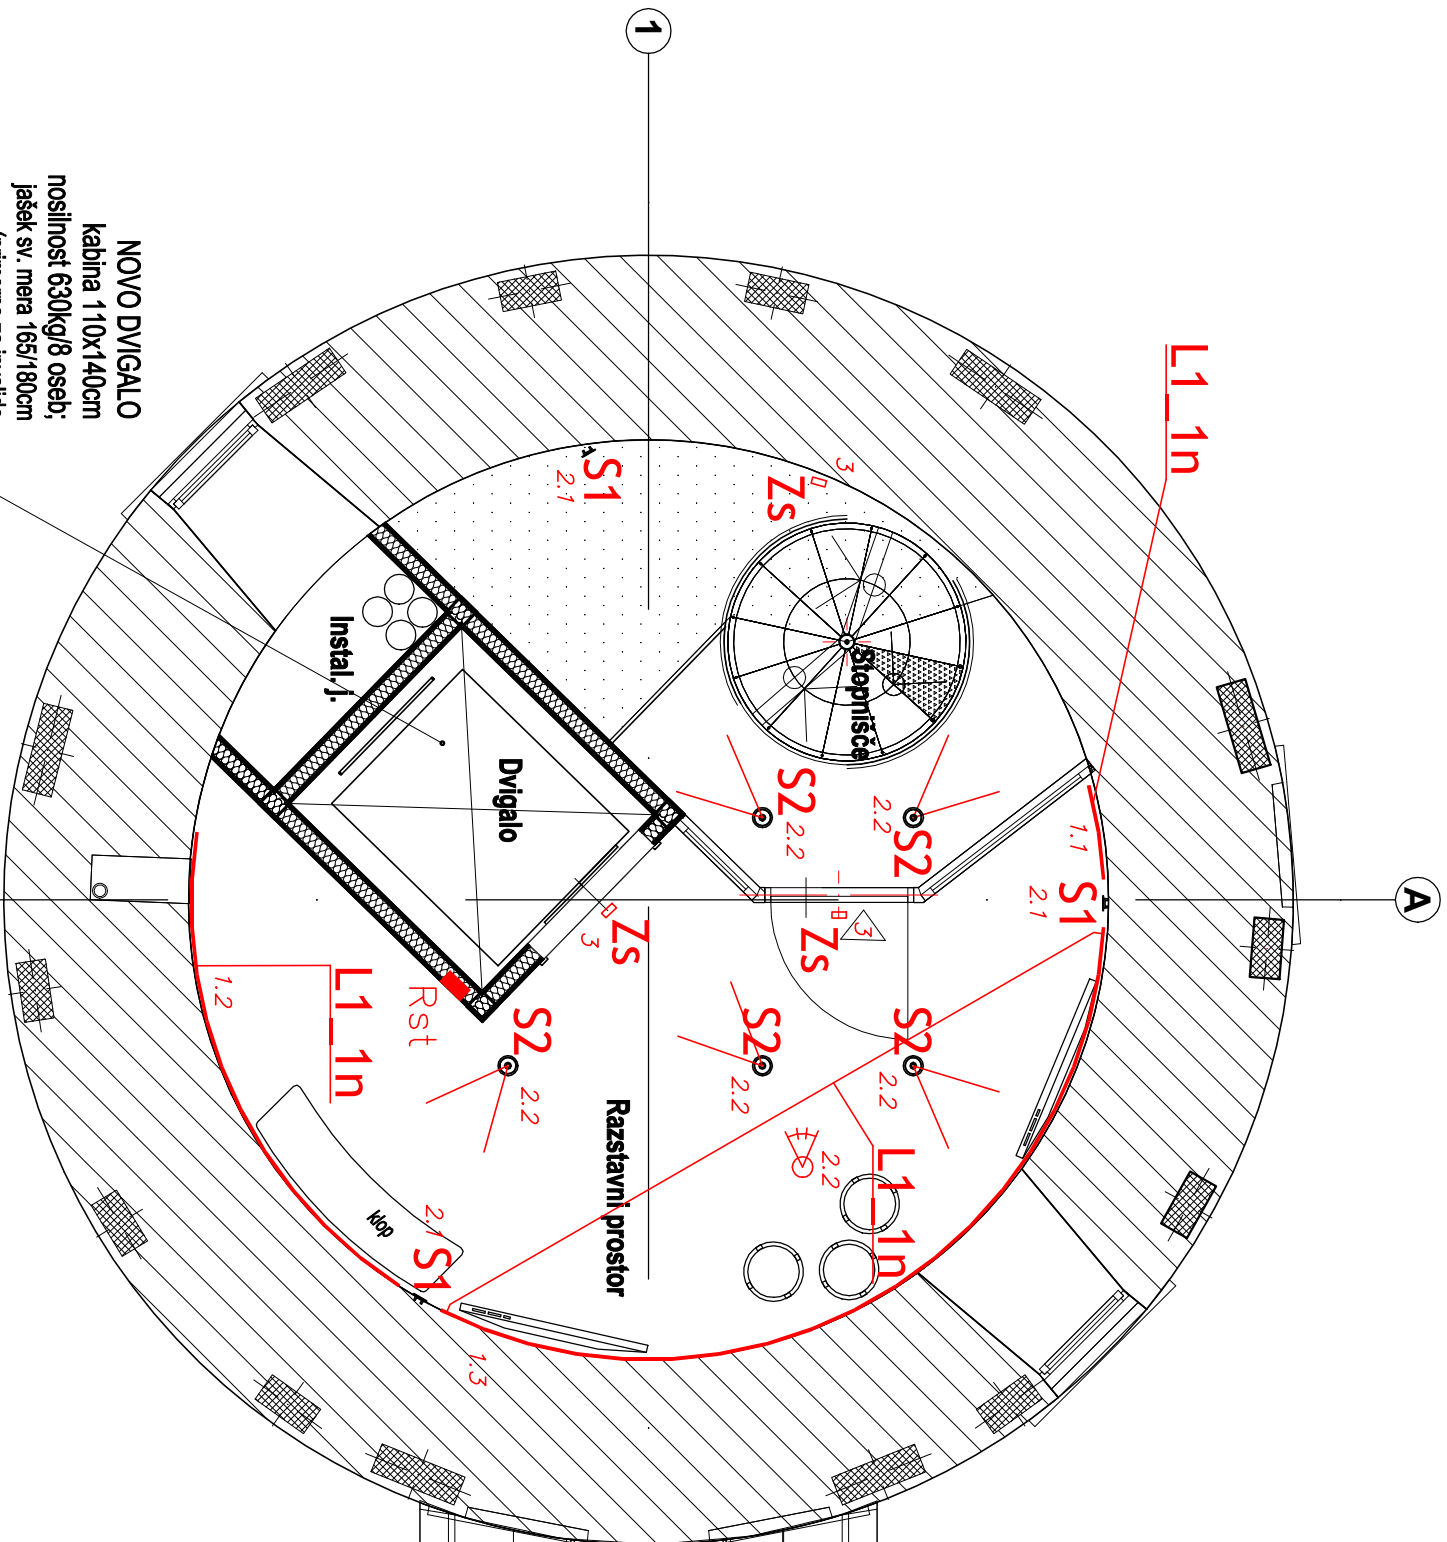 1
A
L1_1n
NOVO DVIGALO
kabina 110x140cm
nosilnost 630kg/8 oseb;
jašek sv. mera 165/180cm
S1
2.1
3
Zs
Stopnišče
Instal. j.
Dvigalo
S2
2.2
2.2
S2
1.1
S1
2.1
Zs
3
3
Zs
1.2
L1_1n
Rst
S2
2.2
S2
2.2
S2
2.2
2.2
L1_1n
Razstavni prostor
klop
2.1
S1
1.3